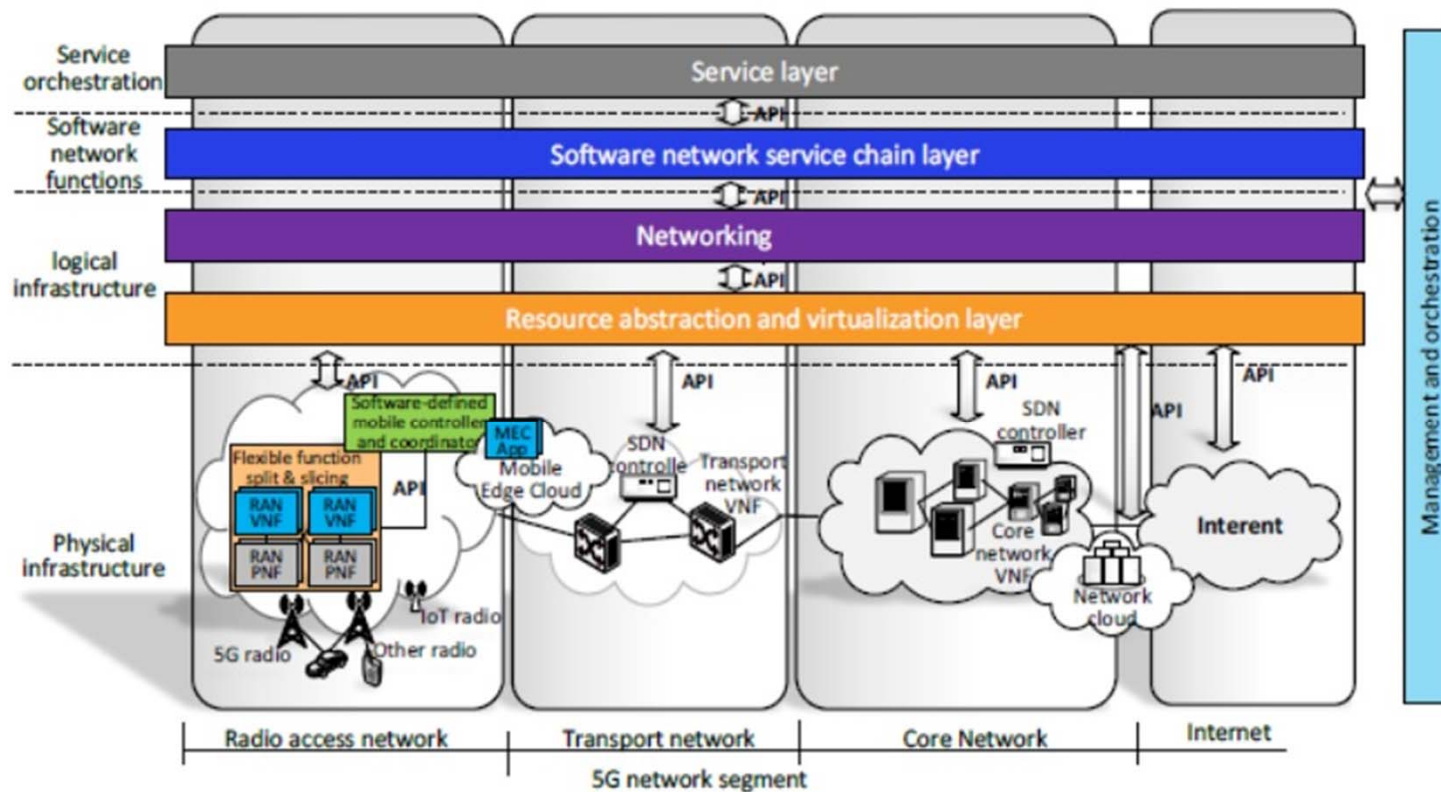 Service
orchestration
Service layer
API
Software
network
functions
Software network service chain layer
API
Networking
API
logical
infrastructure
Resource abstraction and virtualization layer
API
API
API
API
API
Software-defined
mobile controller
and coordinator
MEC
App
Mobile
Edge Cloud
SDN
controlle
Transport
network
VNF
SDN
controller
Flexible function
split & slicing
API
RAN
VNF
RAN
VNF
RAN
PNF
RAN
PNF
Physical
infrastructure
Core
network
VNF
Interent
Network
cloud
IoT radio
5G radio
Other radio
Management and orchestration
Radio access network
Transport network
Core Network
Internet
5G network segment